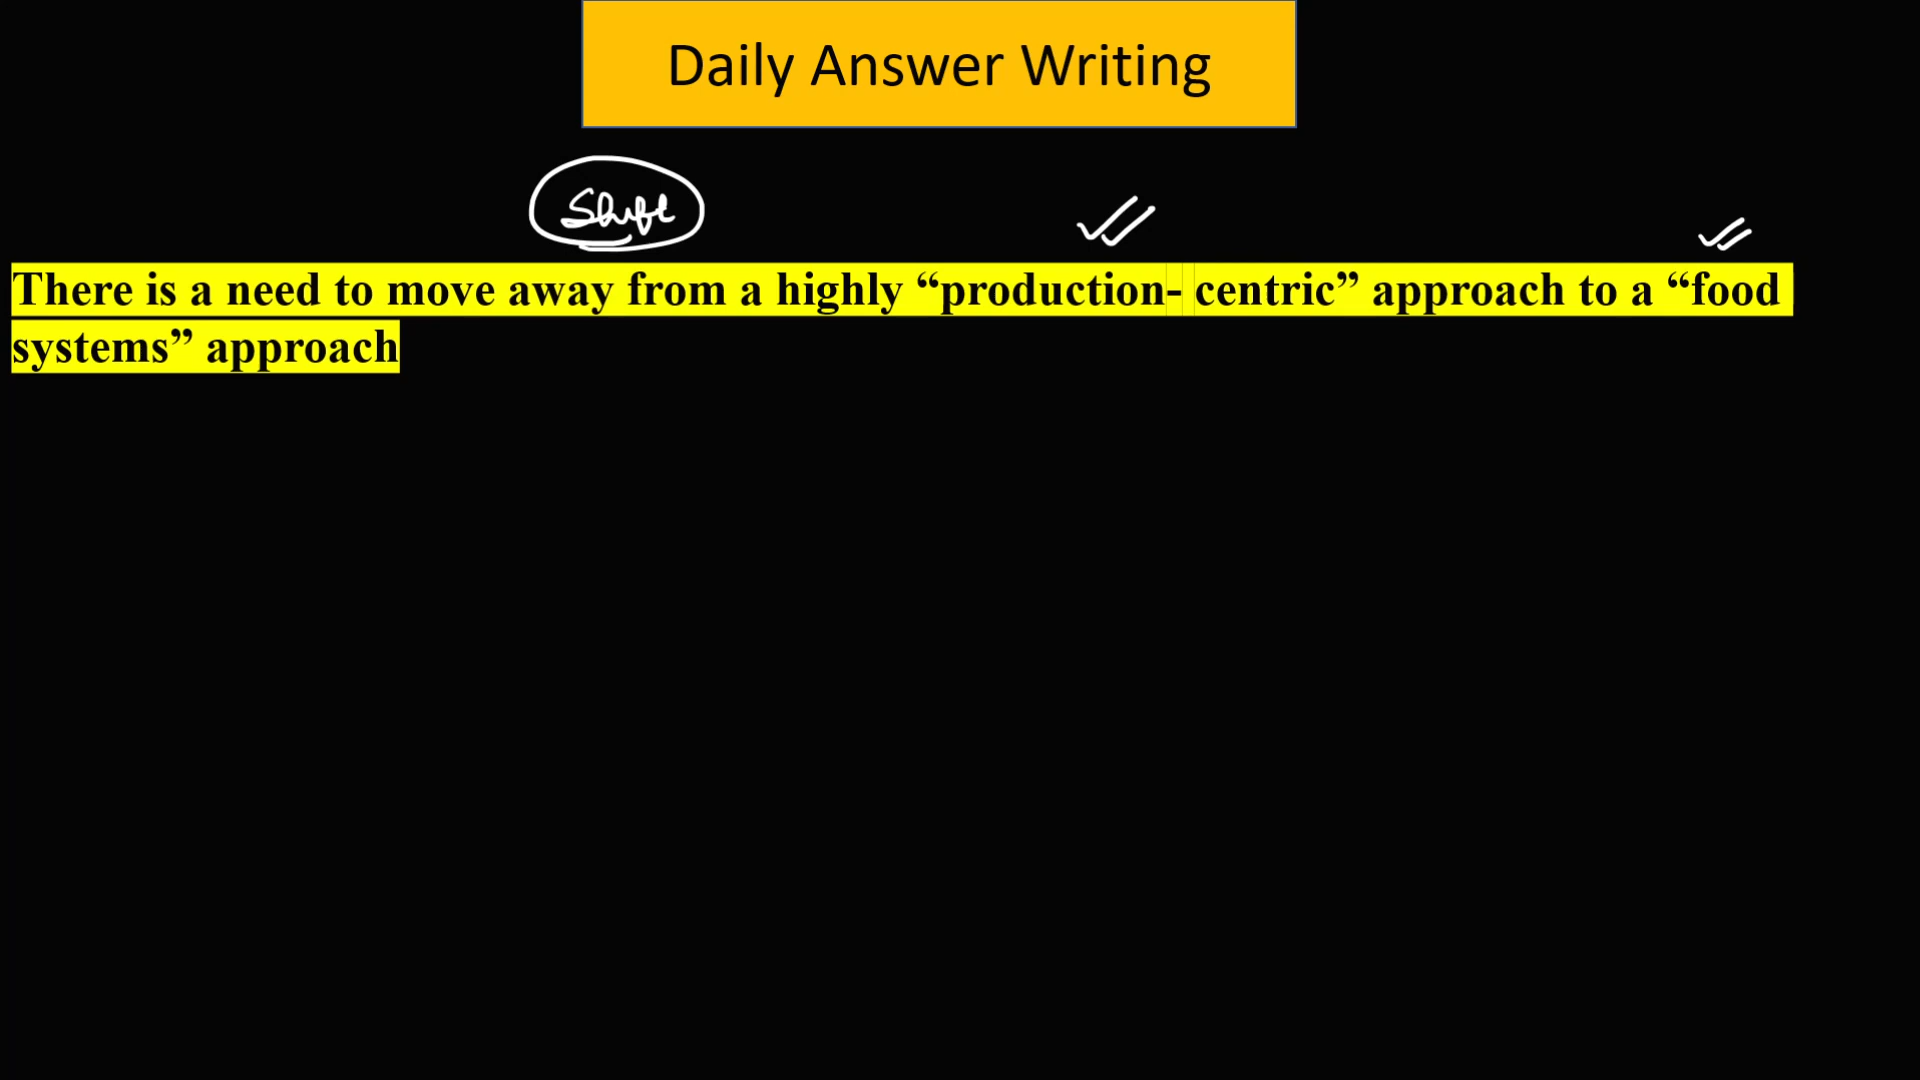 Daily Answer Writing
Shift
There is a need to move away from a highly “production- centric” approach to a “food
systems” approach